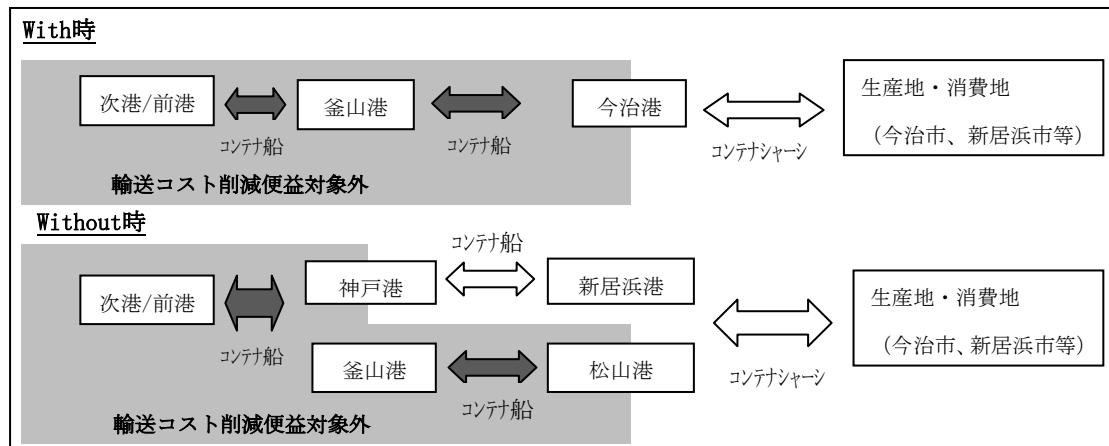 With時
次港/前港
釜山港
今治港
生産地・消費地
（今治市、新居浜市等）
コンテナ船
コンテナ船
コンテナシャーシ
輸送コスト削減便益対象外
Without時
コンテナ船
神戸港
新居浜港
次港/前港
生産地・消費地
（今治市、新居浜市等）
コンテナ船
釜山港
松山港
コンテナシャーシ
コンテナ船
輸送コスト削減便益対象外